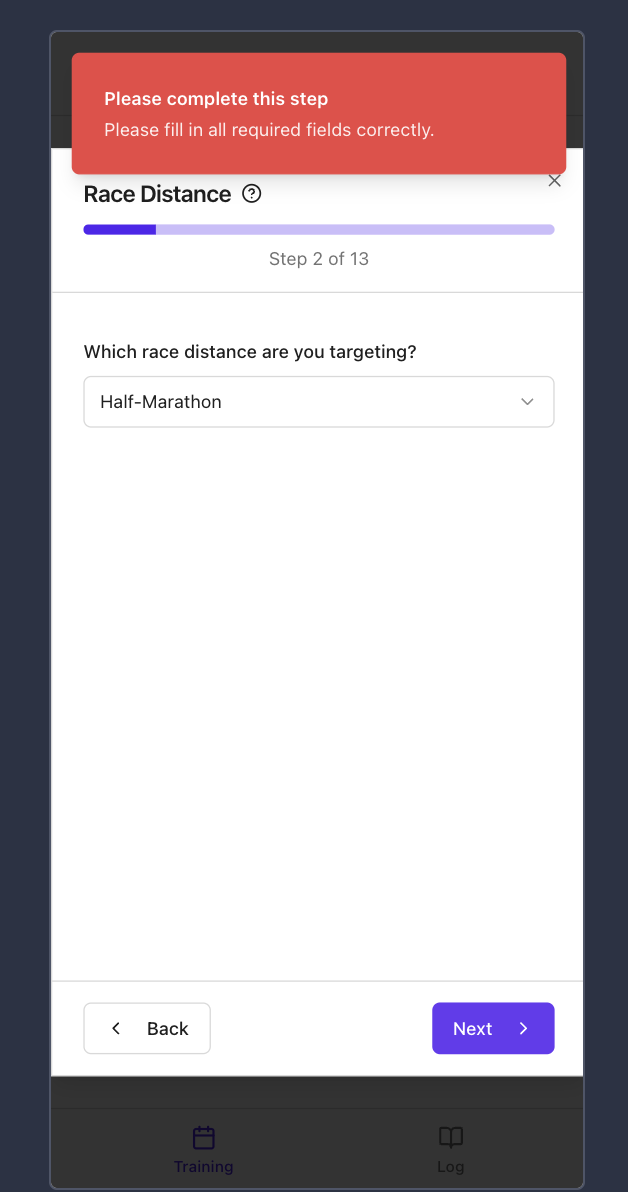 Please complete this step
Please fill in all required fields correctly.
Race Distance
Step 2 of 13
Which race distance are you targeting?
Half-Marathon
Back
Next
Training
Log